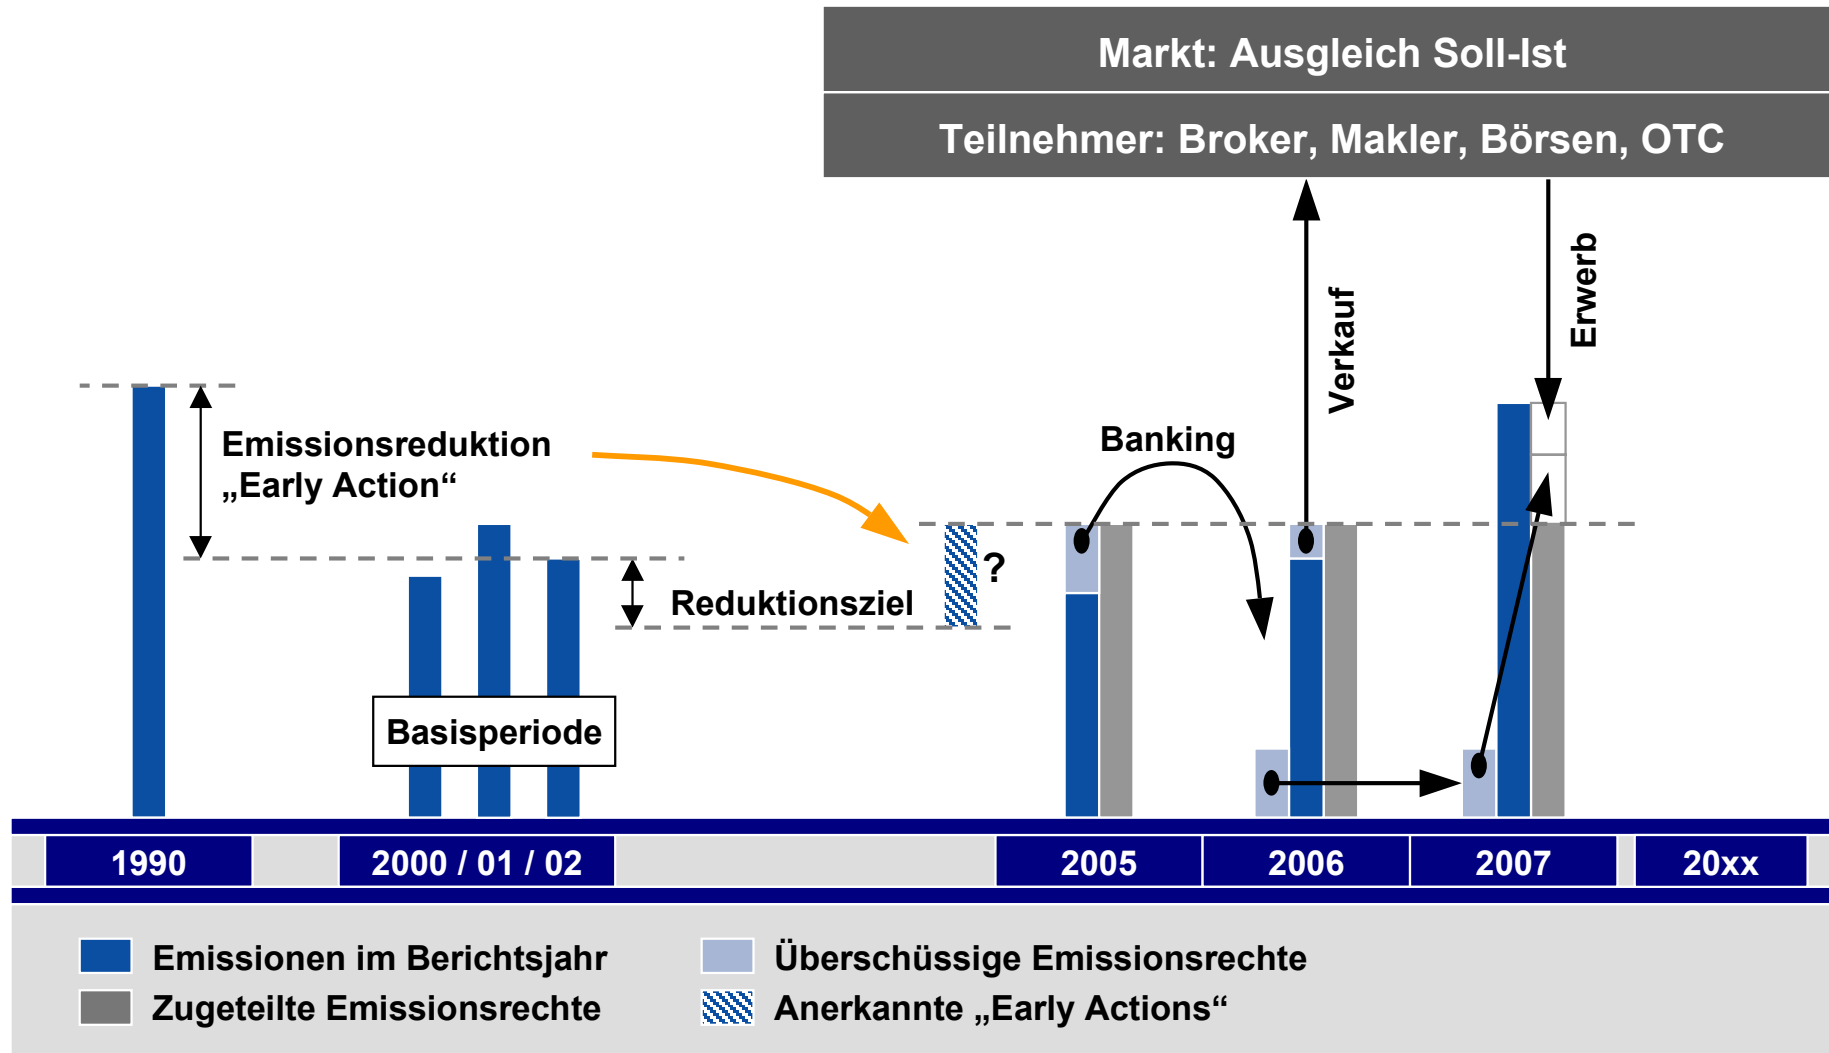 Markt: Ausgleich Soll-Ist
Teilnehmer: Broker, Makler, Börsen, OTC
Verkauf
Erwerb
Emissionsreduktion
„Early Action“
Banking
?
Reduktionsziel
Basisperiode
1990
2000 / 01 / 02
2005
2006
2007
20xx
Emissionen im Berichtsjahr
Überschüssige Emissionsrechte
Zugeteilte Emissionsrechte
Anerkannte „Early Actions“